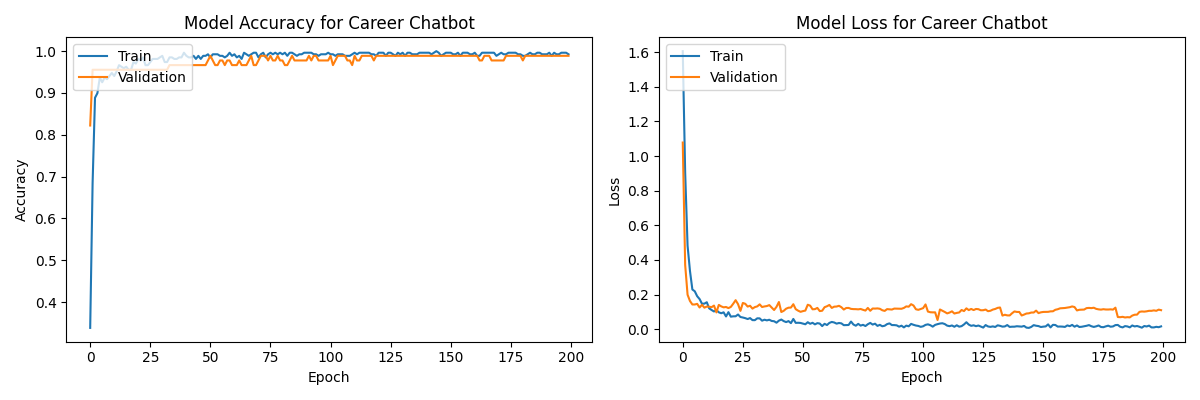 Model Accuracy for Career Chatbot
1.0
0.9
0.8
0.7
0.6
0.5
0.4
Accuracy
Train
Validation
0 25 50 75 100 125 150 175 200
Epoch
Model Loss for Career Chatbot
1.6
1.4
1.2
1.0
0.8
0.6
0.4
0.2
0.0
Loss
Train
Validation
0 25 50 75 100 125 150 175 200
Epoch